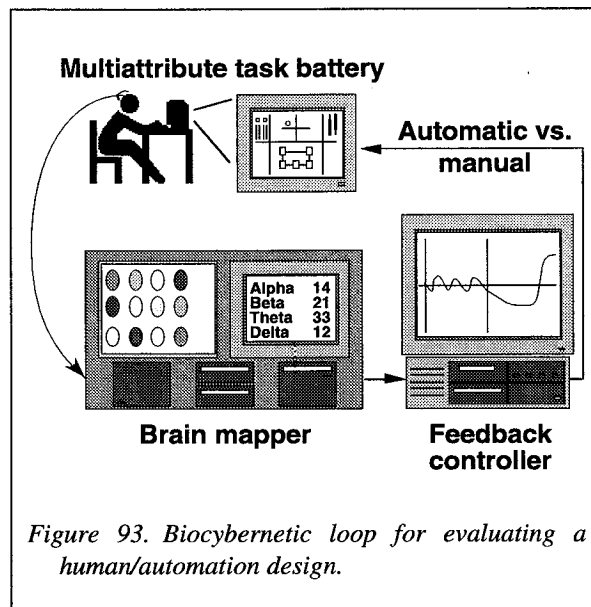 Multiattribute task battery
Automatic vs.
manual
Alpha 14
Beta 21
Theta 33
Delta 12
Brain mapper
Feedback
controller
Figure 93. Biocybernetic loop for evaluating a
human/automation design.